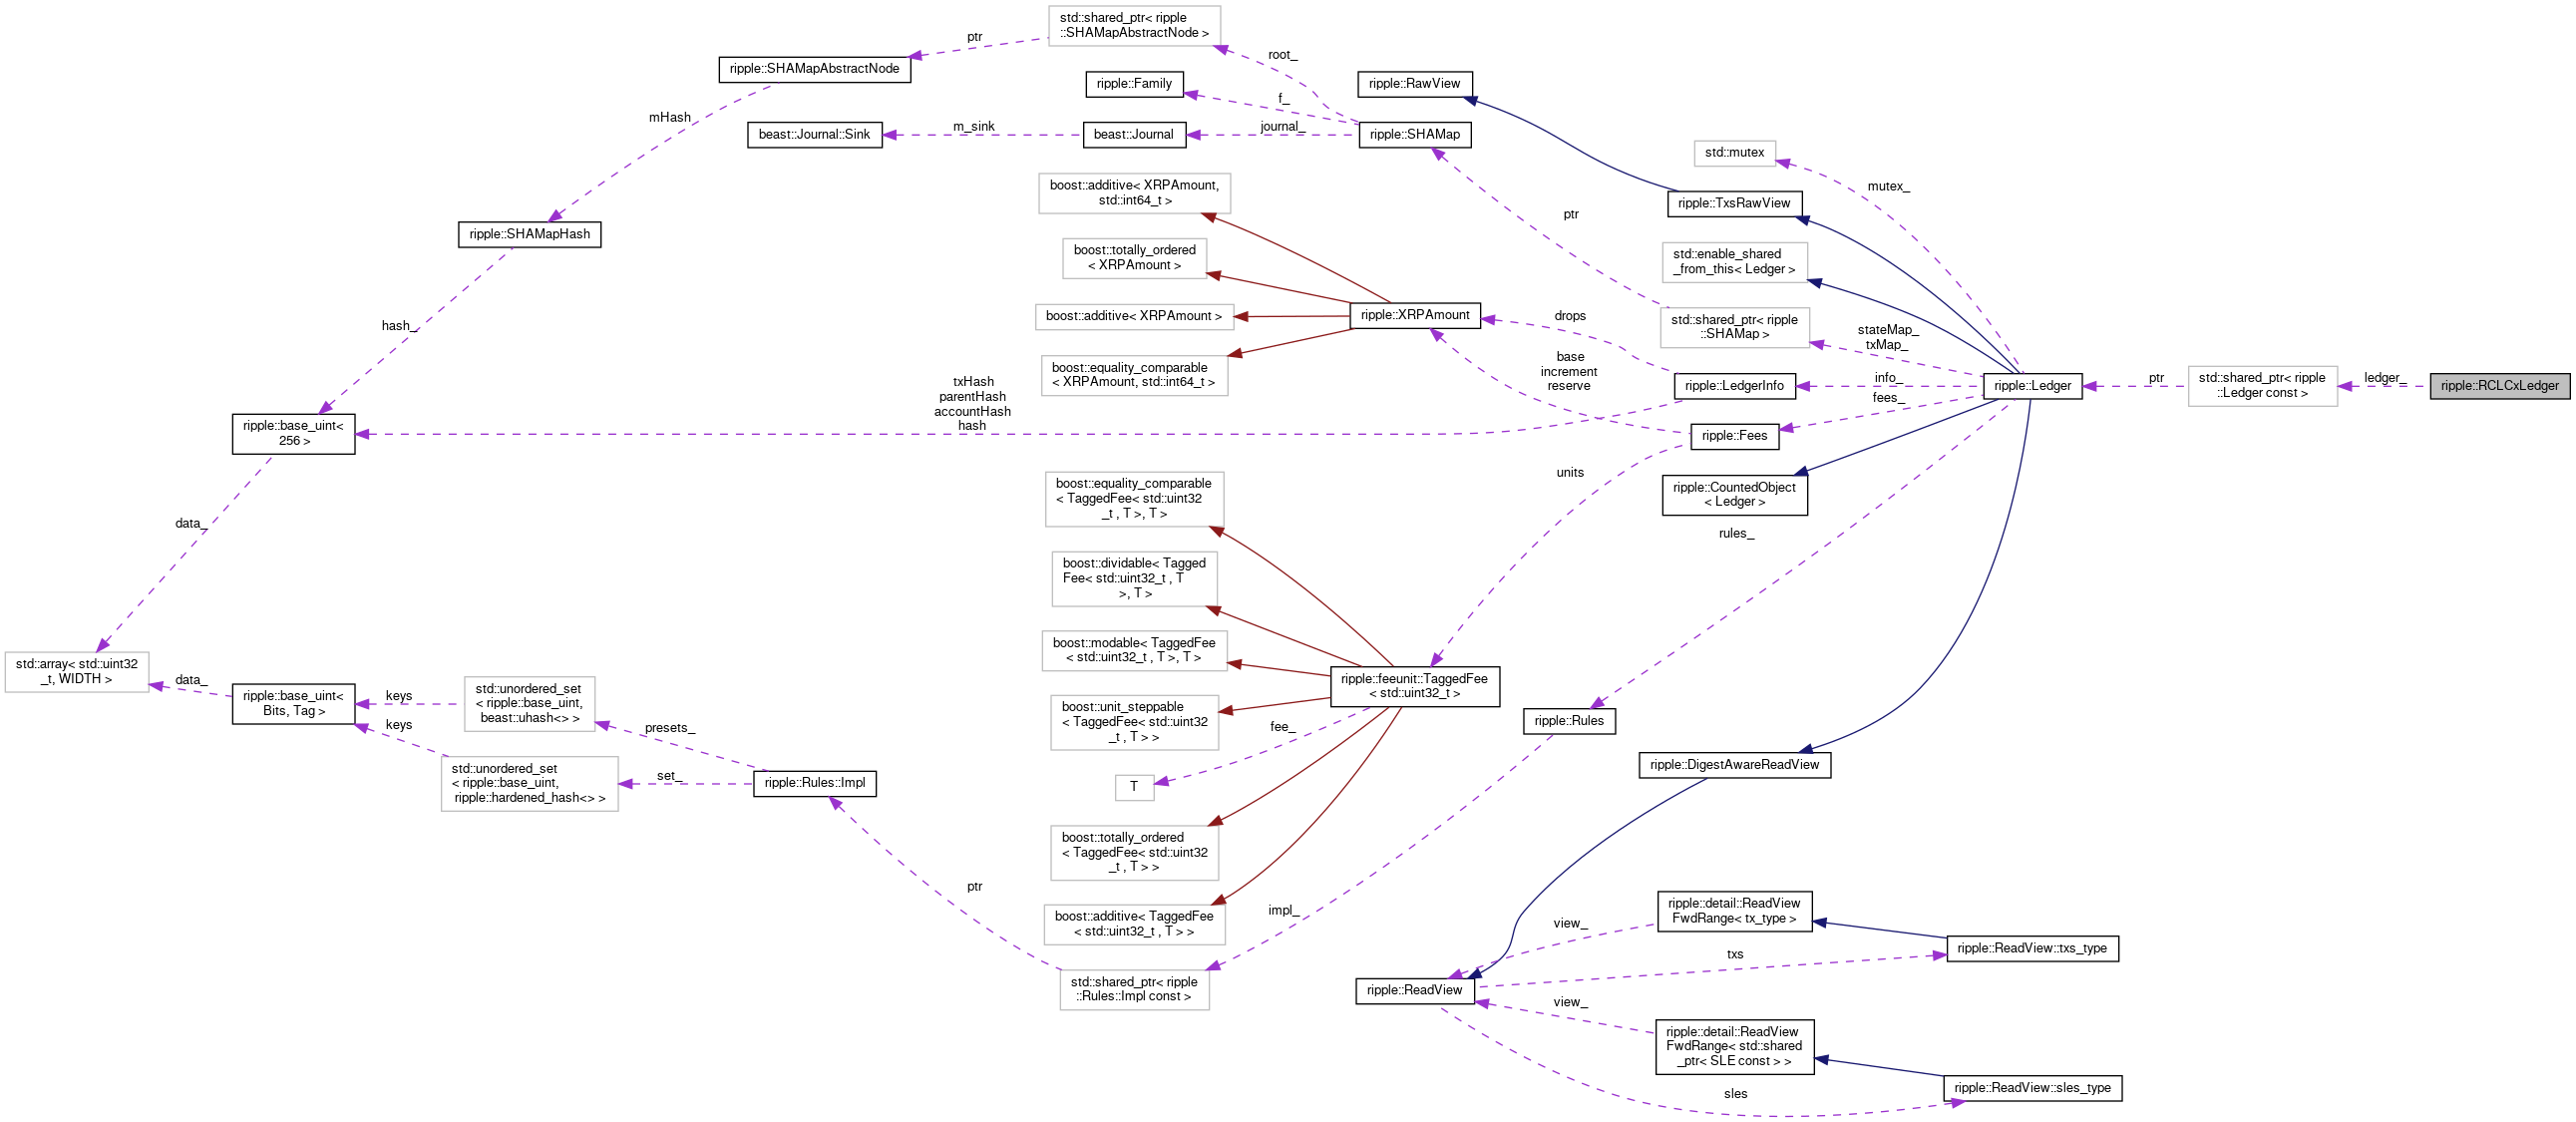 std::shared_ptr< ripple
::SHAMapAbstractNode >
ptr
root_
ripple::SHAMapAbstractNode
ripple::Family
f_
ripple::RawView
mHash
beast::Journal::Sink
m_sink
beast::Journal
journal_
ripple::SHAMap
std::mutex
mutex_
boost::additive< XRPAmount,
std::int64_t >
ptr
ripple::TxsRawView
ripple::SHAMapHash
boost::totally_ordered
< XRPAmount >
std::enable_shared
_from_this< Ledger >
hash_
boost::additive< XRPAmount >
ripple::XRPAmount
drops
std::shared_ptr< ripple
::SHAMap >
stateMap_
txMap_
boost::equality_comparable
< XRPAmount, std::int64_t >
base
increment
reserve
txHash
parentHash
accountHash
hash
ripple::LedgerInfo
info_
fees_
ripple::Ledger
ptr
std::shared_ptr< ripple
::Ledger const >
ledger_
ripple::RCLCxLedger
ripple::base_uint<
256 >
ripple::Fees
units
boost::equality_comparable
< TaggedFee< std::uint32
_t , T >, T >
ripple::CountedObject
< Ledger >
data_
rules_
boost::dividable< Tagged
Fee< std::uint32_t , T
>, T >
boost::modable< TaggedFee
< std::uint32_t , T >, T >
std::array< std::uint32
_t, WIDTH >
data_
ripple::base_uint<
Bits, Tag >
keys
keys
std::unordered_set
< ripple::base_uint,
beast::uhash<> >
presets_
ripple::feeunit::TaggedFee
< std::uint32_t >
boost::unit_steppable
< TaggedFee< std::uint32
_t , T > >
fee_
ripple::Rules
std::unordered_set
< ripple::base_uint,
ripple::hardened_hash<> >
set_
ripple::Rules::Impl
T
ripple::DigestAwareReadView
boost::totally_ordered
< TaggedFee< std::uint32
_t , T > >
ptr
boost::additive< TaggedFee
< std::uint32_t , T > >
impl_
view_
ripple::detail::ReadView
FwdRange< tx_type >
ripple::ReadView::txs_type
txs
std::shared_ptr< ripple
::Rules::Impl const >
ripple::ReadView
view_
ripple::detail::ReadView
FwdRange< std::shared
_ptr< SLE const > >
sles
ripple::ReadView::sles_type